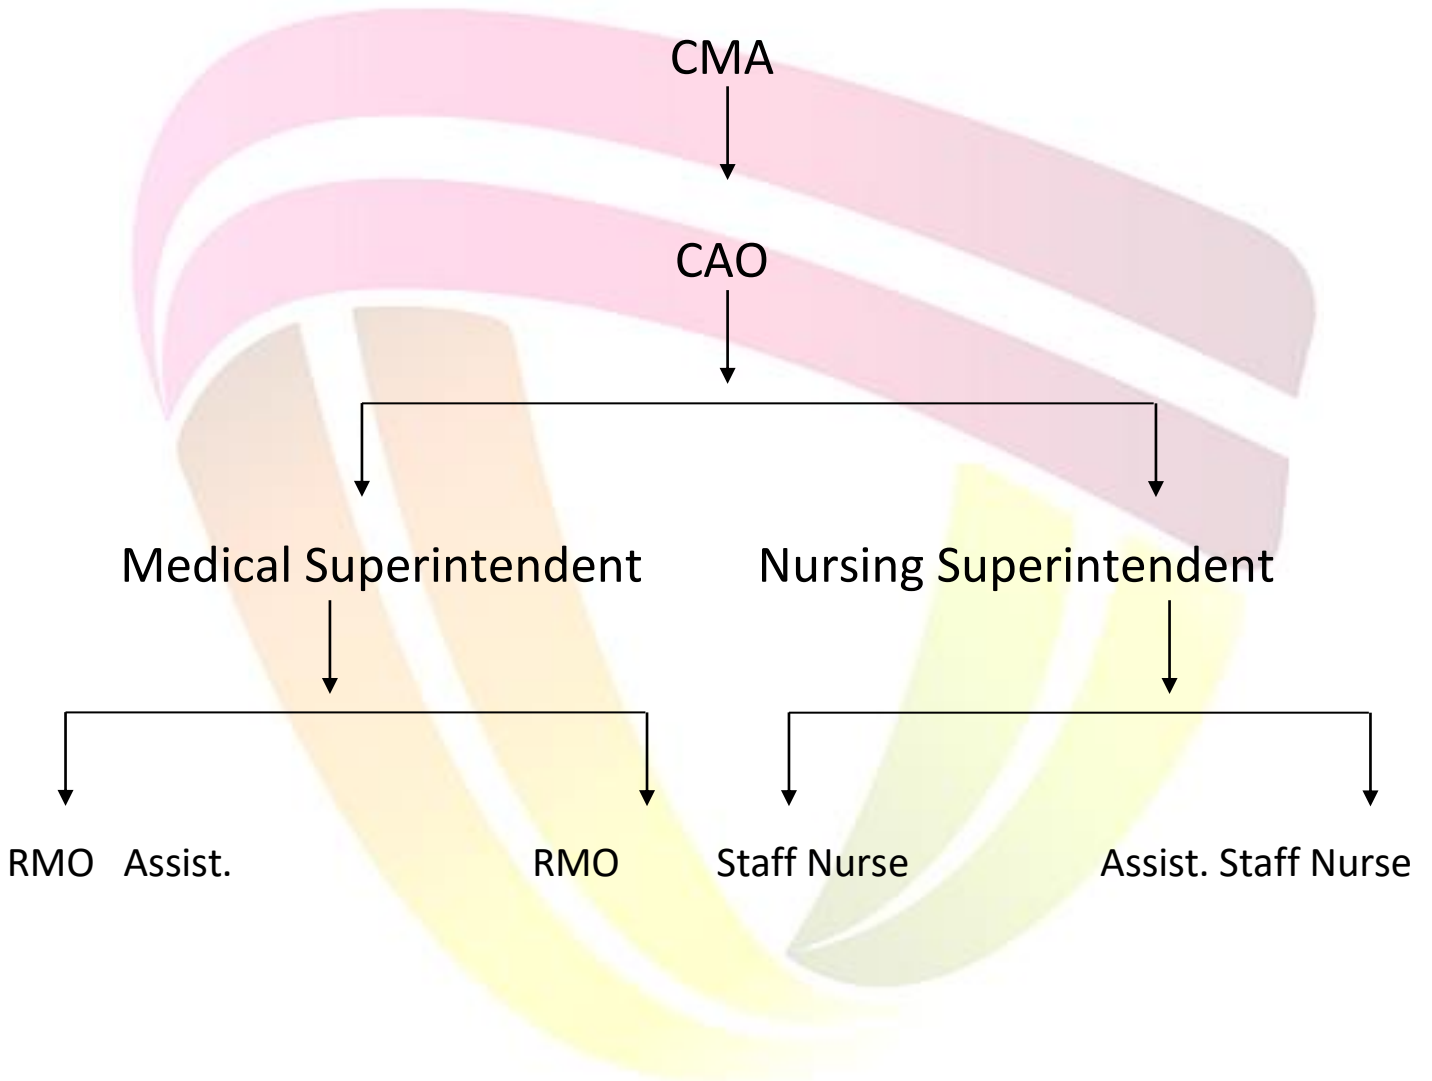 CMA
CAO
Medical Superintendent
Nursing Superintendent
RMO Assist.
RMO
Staff Nurse
Assist. Staff Nurse